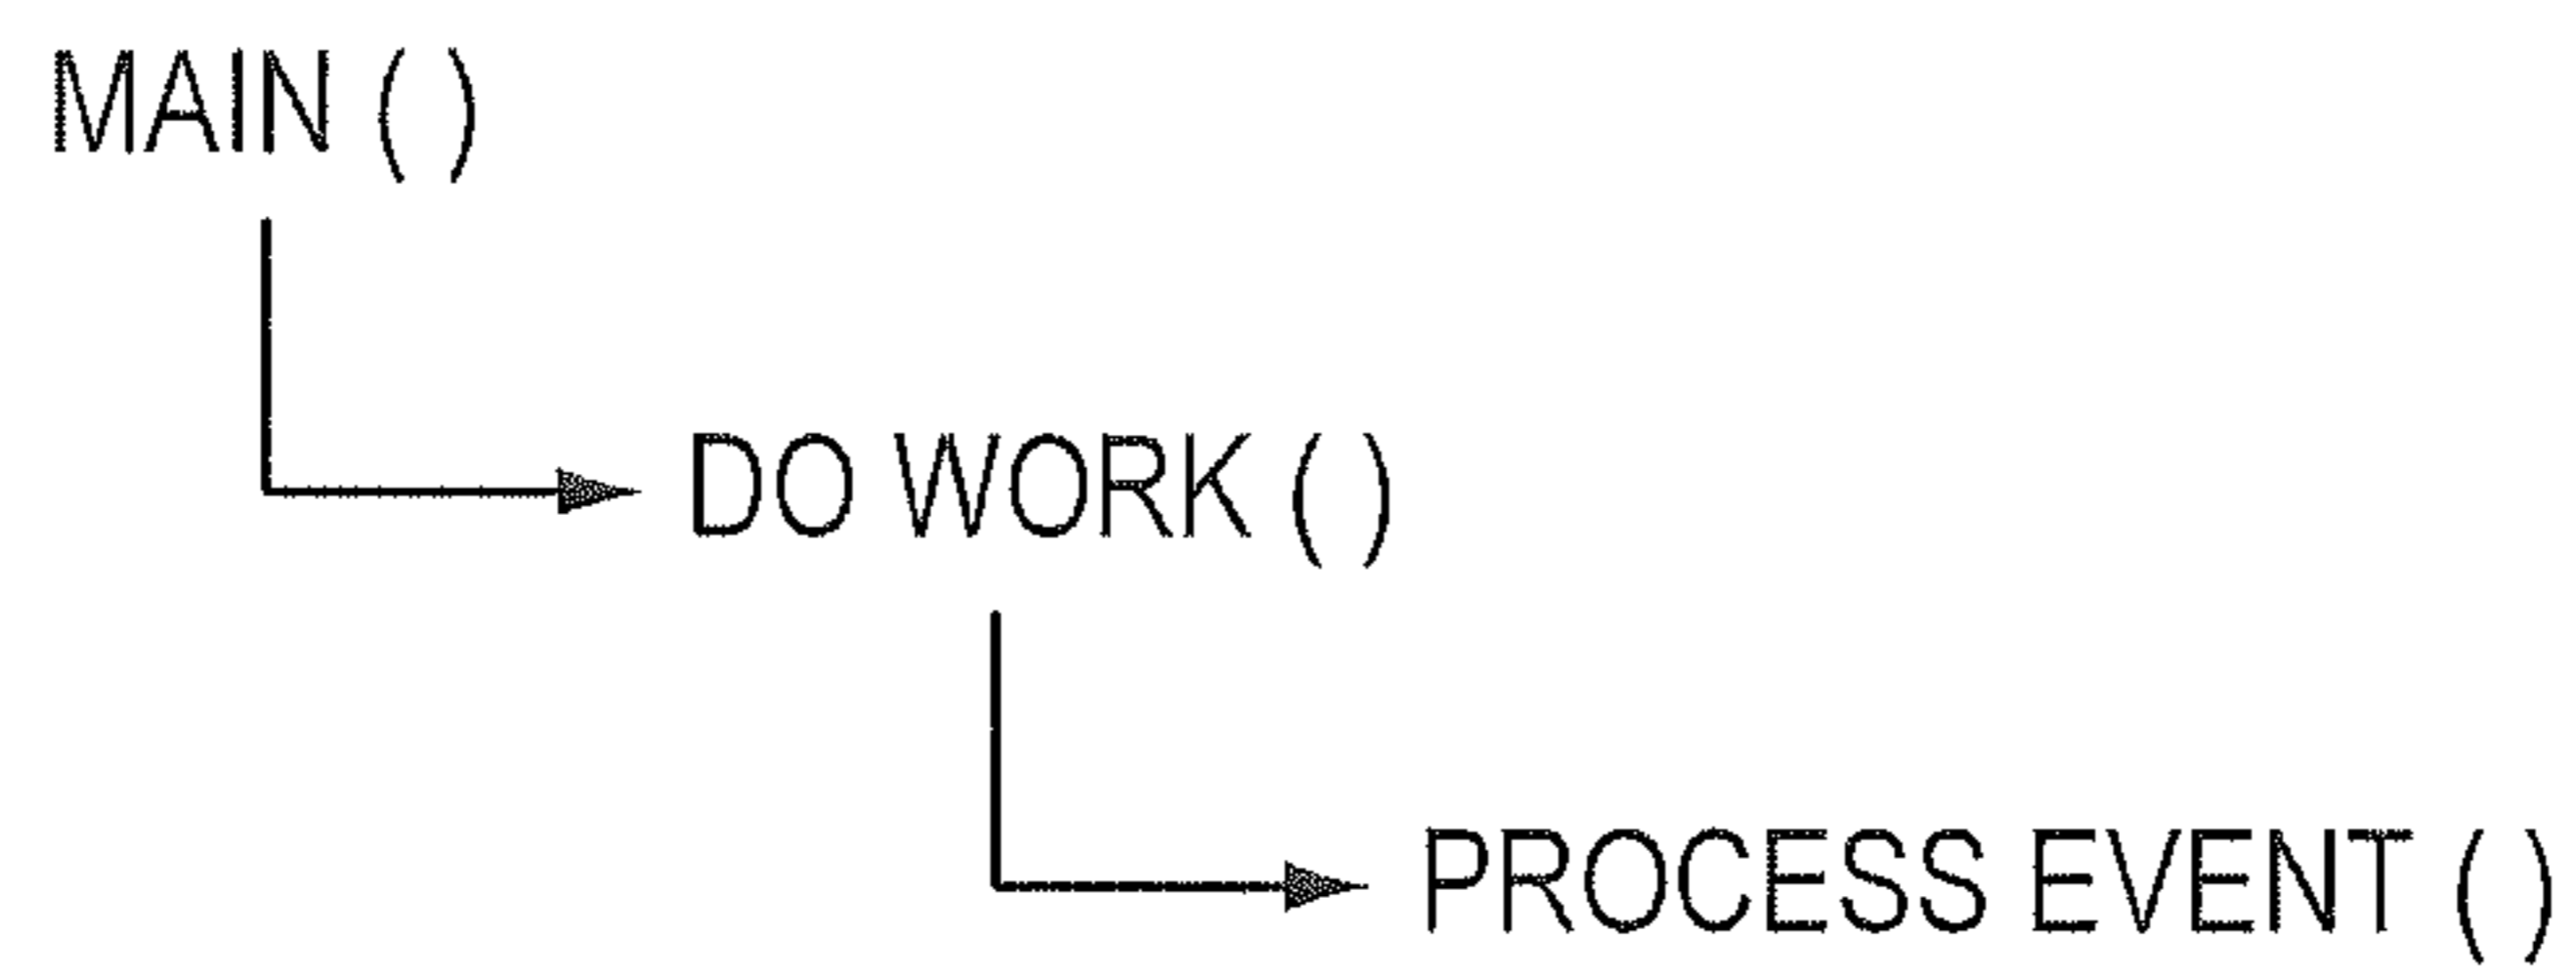 MAIN ( )
DO WORK ( )
PROCESS EVENT ( )